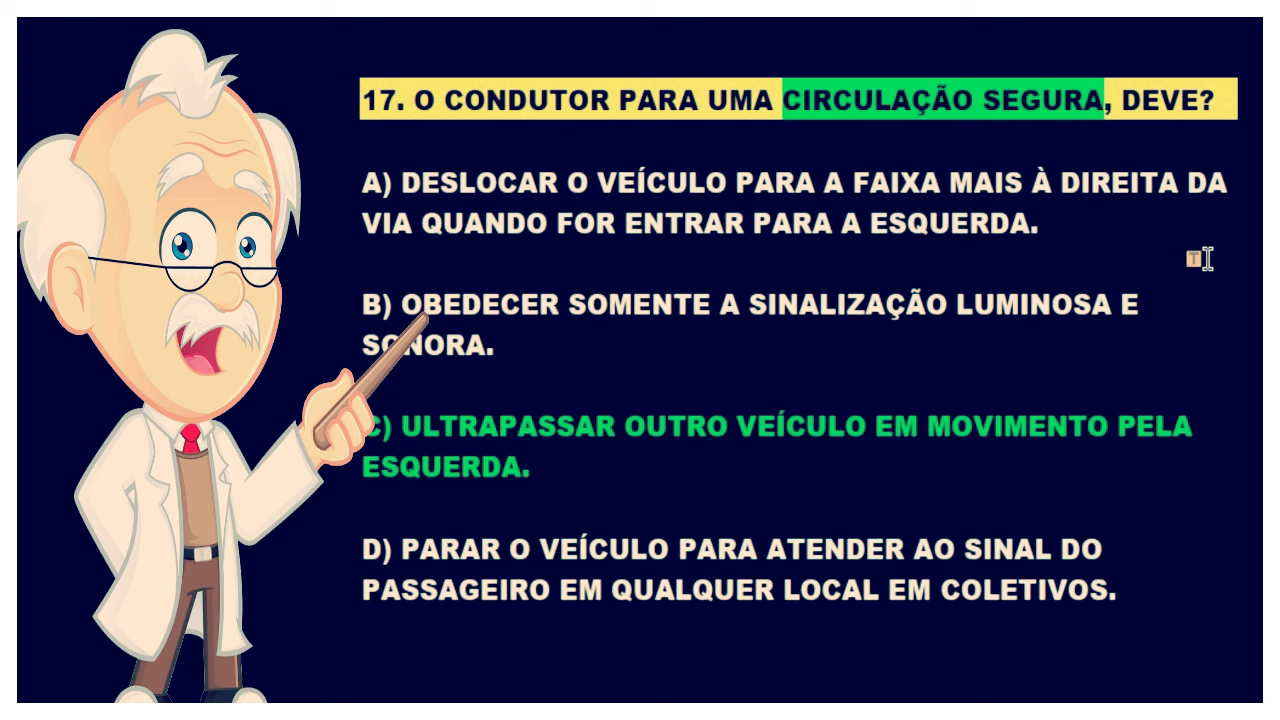 17. O CONDUTOR PARA UMA CIRCULAÇÃO SEGURA, DEVE?
A) DESLOCAR O VEÍCULO PARA A FAIXA MAIS À DIREITA DA
VIA QUANDO FOR ENTRAR PARA A ESQUERDA.
B) OBEDECER SOMENTE A SINALIZAÇÃO LUMINOSA E
SONORA.
C) ULTRAPASSAR OUTRO VEÍCULO EM MOVIMENTO PELA
ESQUERDA.
D) PARAR O VEÍCULO PARA ATENDER AO SINAL DO
PASSAGEIRO EM QUALQUER LOCAL EM COLETIVOS.